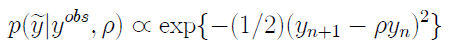 p(ỹ|y^{obs}, ρ) ∝ exp{−(1/2)(y_{n+1} − ρy_n)^2}